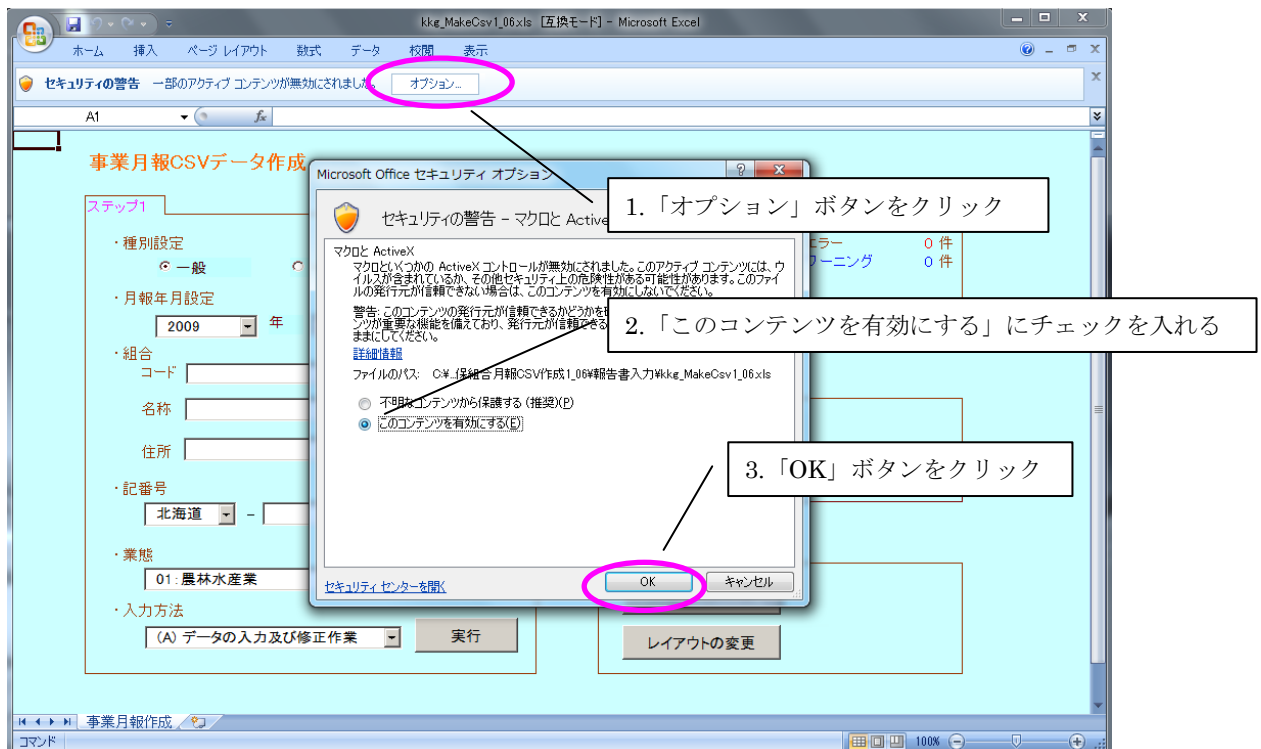 kkg_MakeCsv1_06.xls [互換モード] - Microsoft Excel
ホーム 挿入 ページ レイアウト 数式 データ 校閲 表示
セキュリティの警告 一部のアクティブ コンテンツが無効にされました。 オプション...
A1 fx
事業月報CSVデータ作成
Microsoft Office セキュリティ オプション
1.「オプション」ボタンをクリック
ステップ1
セキュリティの警告 - マクロと Active
・種別設定
一般
エラー 0 件
ワーニング 0 件
マクロと ActiveX
マクロといくつかの ActiveX コントロールが無効にされました。このアクティブ コンテンツには、ウ
イルスが含まれているか、その他セキュリティ上の危険性がある可能性があります。このファイ
ルの発行元が信頼できない場合は、このコンテンツを有効にしないでください。
・月報年月設定
2009 年
警告: このコンテンツの発行元が信頼できるかどうかを
ンツが重要な機能を備えており、発行元が信頼できる
ままにしてください。
2.「このコンテンツを有効にする」にチェックを入れる
詳細情報
・組合
コード
ファイルのパス: C:¥...保組合月報CSV作成1_06¥報告書入力¥kkg_MakeCsv1_06.xls
名称
不明なコンテンツから保護する (推奨)(P)
このコンテンツを有効にする(E)
住所
3.「OK」ボタンをクリック
・記番号
北海道 -
・業態
01:農林水産業
セキュリティ センターを開く OK キャンセル
・入力方法
(A) データの入力及び修正作業 実行
レイアウトの変更
事業月報作成
コマンド 100%